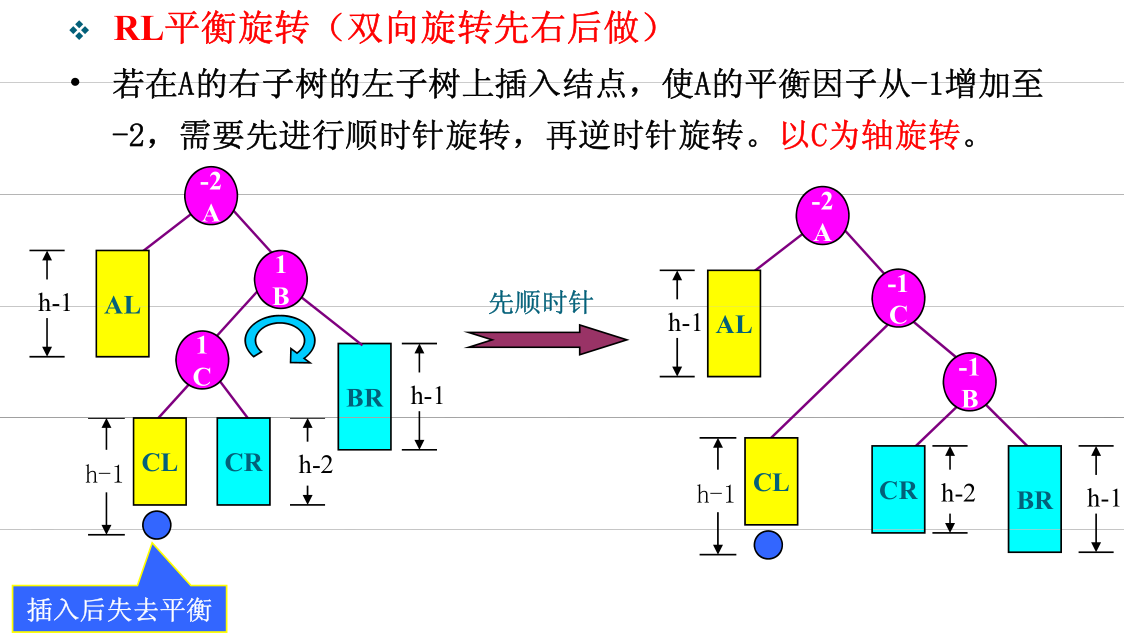 RL平衡旋转（双向旋转先右后做）
若在A的右子树的左子树上插入结点，使A的平衡因子从-1增加至
-2，需要先进行顺时针旋转，再逆时针旋转。以C为轴旋转。
-2
A
1
B
h-1
AL
1
C
BR
h-1
h-1
CL
CR
h-2
插入后失去平衡
先顺时针
-2
A
-1
C
h-1
AL
-1
B
h-1
CL
CR
h-2
BR
h-1